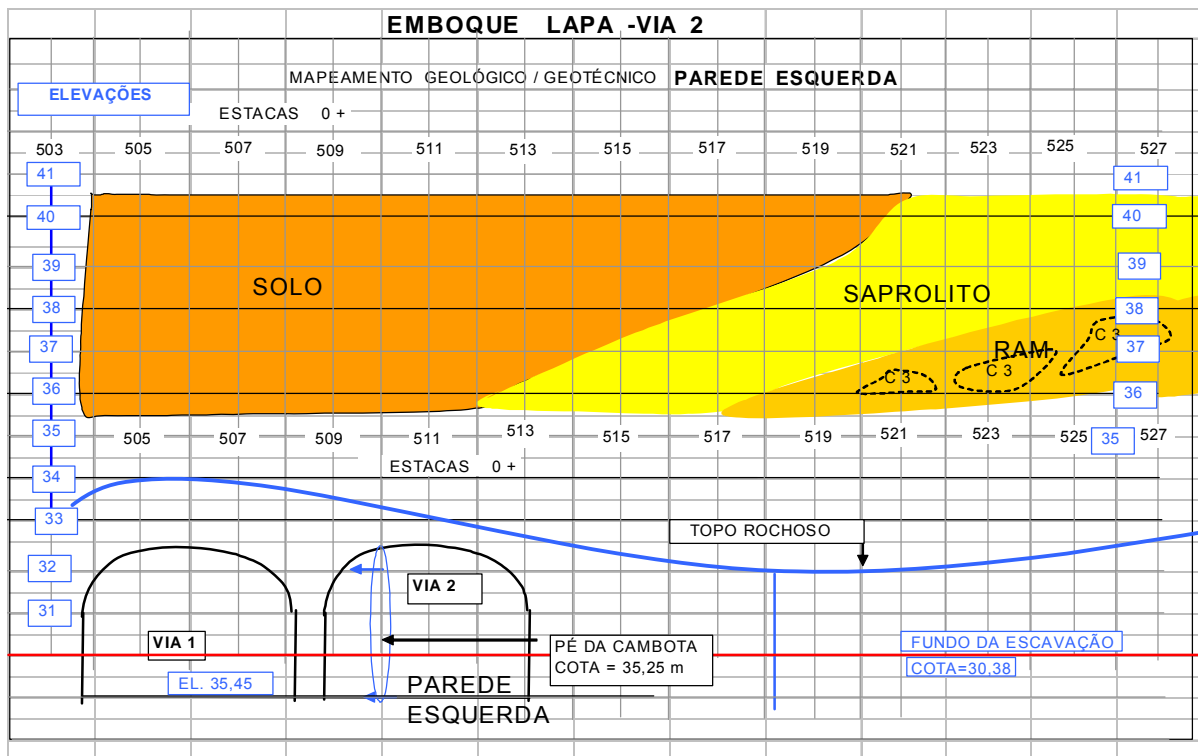 EMBOQUE LAPA -VIA 2
MAPEAMENTO GEOLÓGICO / GEOTÉCNICO PAREDE ESQUERDA
ELEVAÇÕES
ESTACAS 0 +
503 505 507 509 511 513 515 517 519 521 523 525 527
41 41
40 40
39 39
SOLO
SAPROLITO
38 38
C 3
37 RAM 37
C 3 C 3
36 36
35 505 507 509 511 513 515 517 519 521 523 525 35 527
ESTACAS 0 +
34
33
TOPO ROCHOSO
32
VIA 2
31
VIA 1
PÉ DA CAMBOTA
COTA = 35,25 m
FUNDO DA ESCAVAÇÃO
COTA=30,38
EL. 35,45
PAREDE
ESQUERDA